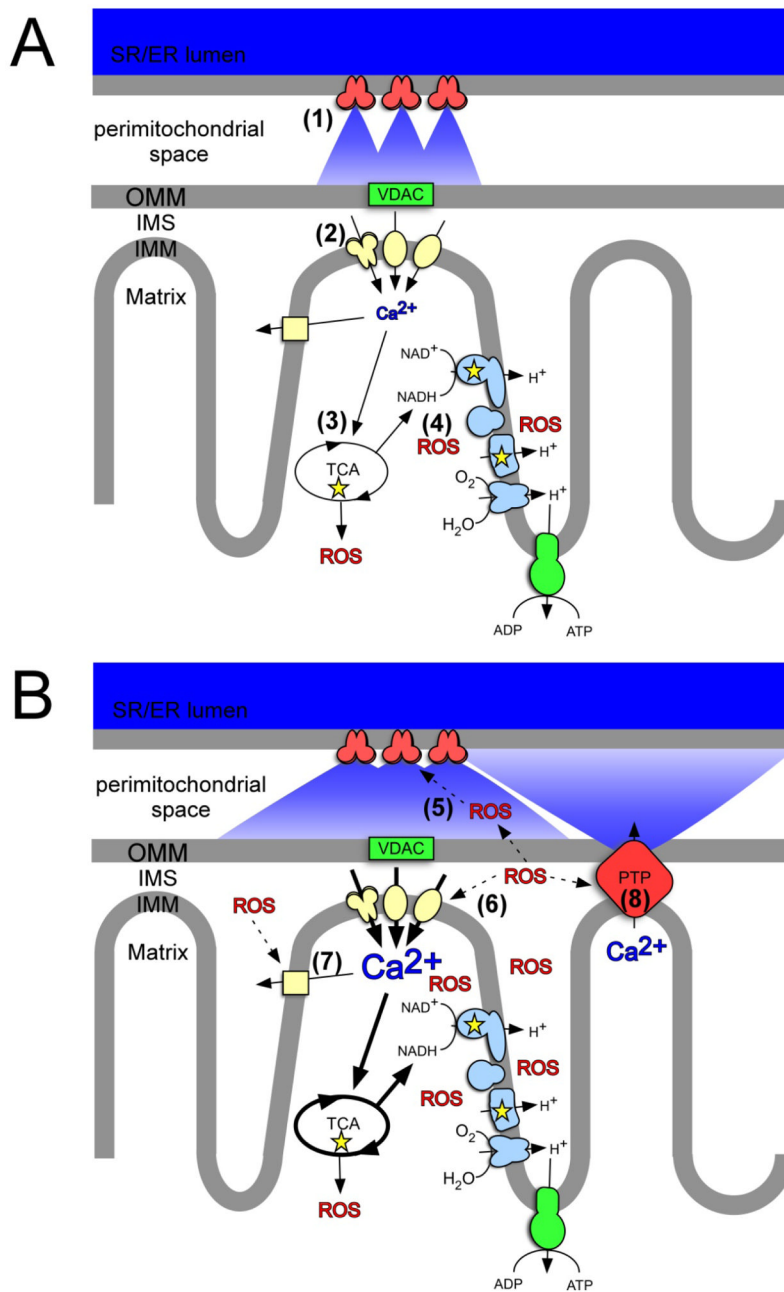 A
SR/ER lumen
(1)
perimitochondrial
space
OMM
VDAC
IMS
(2)
IMM
Matrix
Ca2+
NAD+
H+
NADH
(3)
(4)
ROS
ROS
TCA
H+
O2
H+
ROS
H2O
ADP
ATP
B
SR/ER lumen
perimitochondrial
space
(5)
ROS
OMM
VDAC
IMS
ROS
PTP
IMM
ROS
(6)
(8)
Matrix
(7)
Ca2+
Ca2+
ROS
ROS
NAD+
H+
NADH
ROS
ROS
TCA
H+
O2
H+
ROS
H2O
ADP
ATP